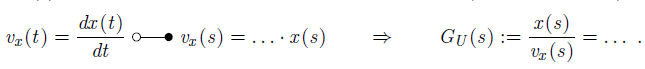 v_x(t) = dx(t)/dt ○—● v_x(s) = .... · x(s) ⇒ G_U(s) := x(s)/v_x(s) = .... .